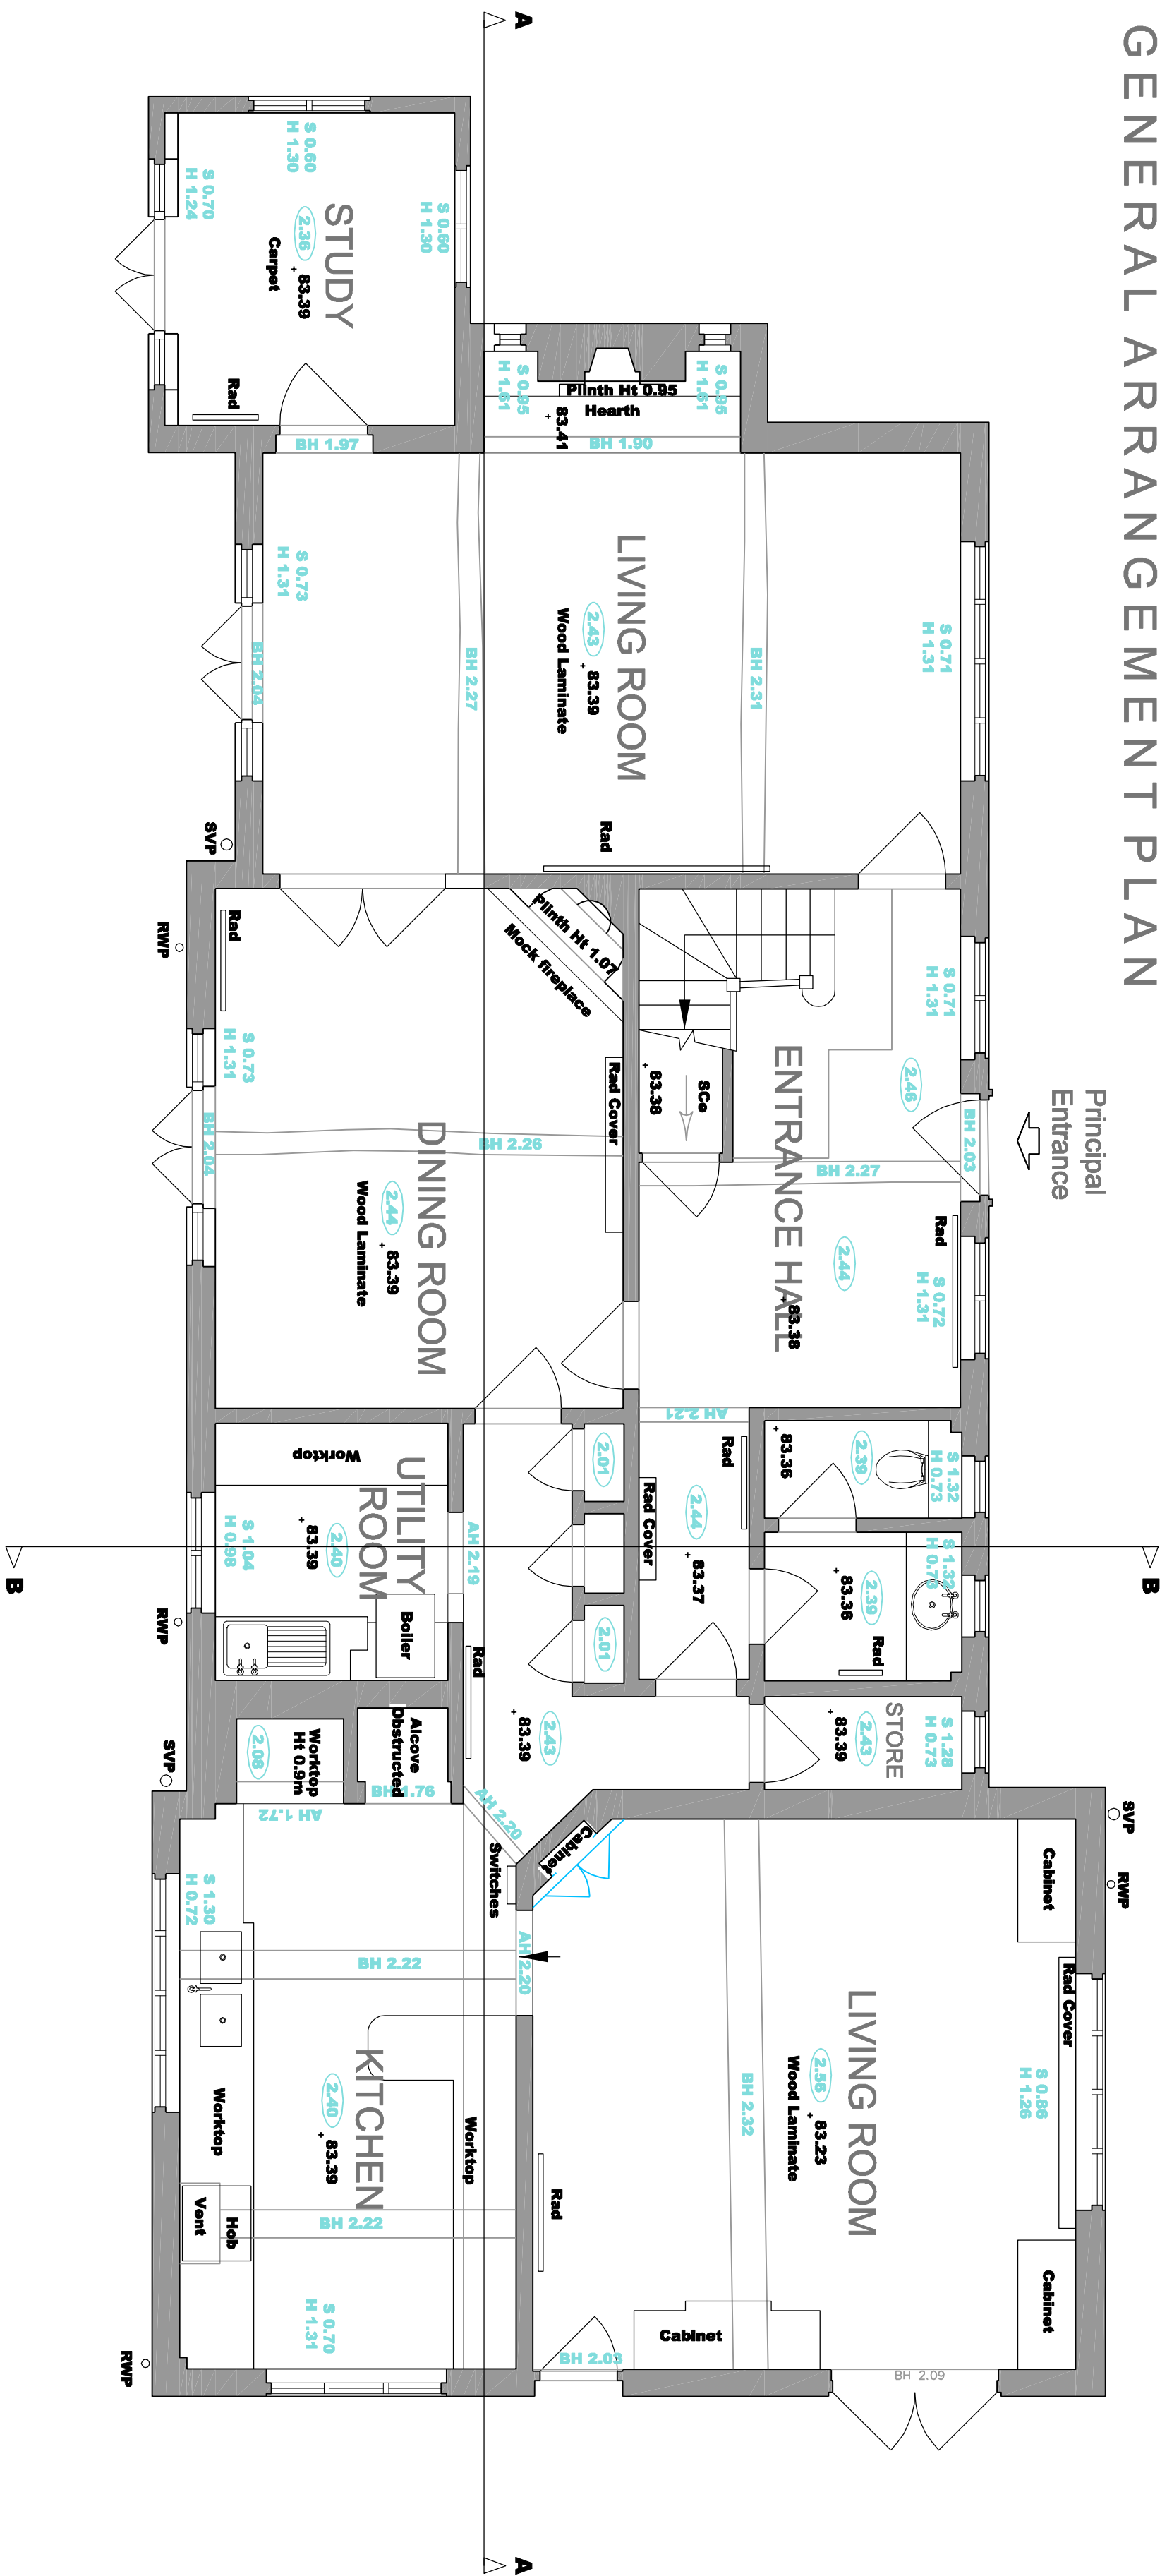 GENERAL ARRANGEMENT PLAN
Principal
Entrance
A
A
B
B
STUDY
2.36
83.39
Carpet
S 0.60
H 1.30
S 0.60
H 1.30
S 0.70
H 1.24
Rad
BH 1.97
S 0.95
H 1.61
S 0.95
H 1.61
Plinth Ht 0.95
Hearth
83.41
BH 1.90
LIVING ROOM
2.43
83.39
Wood Laminate
S 0.71
H 1.31
S 0.73
H 1.31
BH 2.31
BH 2.27
BH 2.04
Rad
SVP
RWP
ENTRANCE HALL
2.46
2.44
83.38
S 0.71
H 1.31
BH 2.03
BH 2.27
Rad
S 0.72
H 1.31
SCe
83.38
AH 2.21
DINING ROOM
2.44
83.39
Wood Laminate
Plinth Ht 1.07
Mock fireplace
Rad Cover
Rad
S 0.73
H 1.31
BH 2.26
BH 2.04
2.39
83.36
S 1.32
H 0.73
2.39
83.36
S 1.32
H 0.73
Rad
Rad
2.44
83.37
Rad Cover
2.01
2.01
UTILITY
ROOM
2.40
83.39
Worktop
S 1.04
H 0.98
AH 2.19
Boiler
RWP
Rad
2.43
83.39
STORE
2.43
83.39
S 1.28
H 0.73
Alcove
Obstructed
Worktop
Ht 0.9m
2.08
BH 1.76
AH 1.72
AH 2.20
SVP
Switches
Cabinet
SVP
RWP
KITCHEN
2.40
83.39
S 1.30
H 0.72
BH 2.22
BH 2.22
AH 2.20
Worktop
Worktop
Hob
Vent
S 0.70
H 1.31
RWP
LIVING ROOM
2.56
83.23
Wood Laminate
Cabinet
Rad Cover
S 0.86
H 1.26
BH 2.32
Cabinet
Cabinet
Rad
BH 2.03
BH 2.09